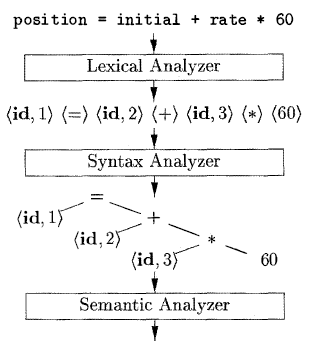 position = initial + rate * 60
Lexical Analyzer
⟨id, 1⟩ ⟨=⟩ ⟨id, 2⟩ ⟨+⟩ ⟨id, 3⟩ ⟨*⟩ ⟨60⟩
Syntax Analyzer
=
⟨id, 1⟩ +
⟨id, 2⟩ *
⟨id, 3⟩ 60
Semantic Analyzer